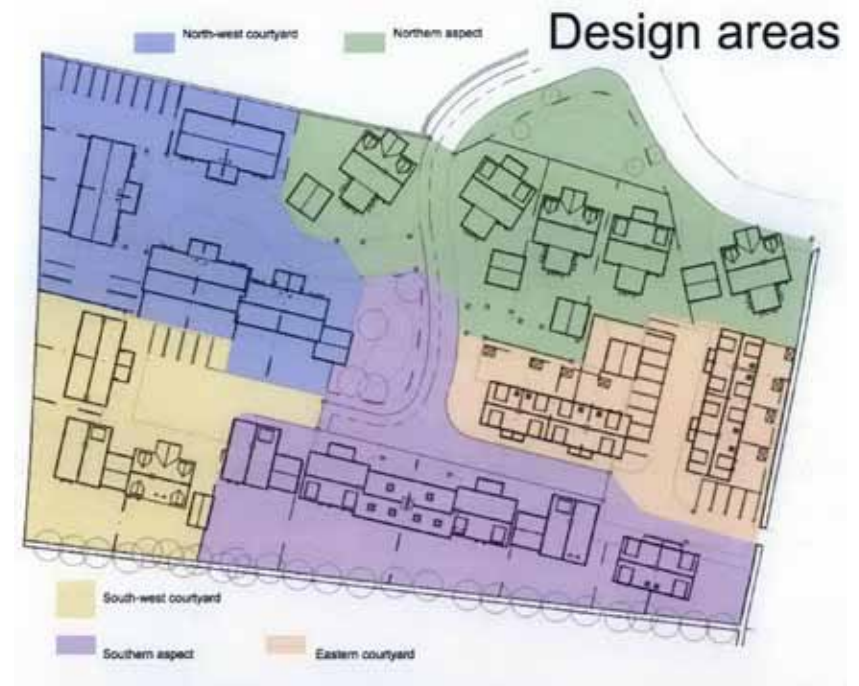 Design areas
North-west courtyard
Northern aspect
South-west courtyard
Southern aspect
Eastern courtyard